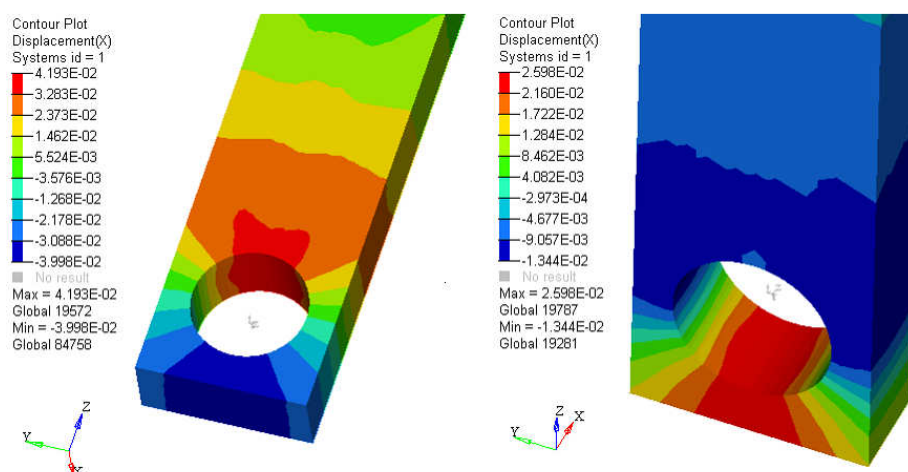 Contour Plot
Displacement(X)
Systems id = 1
4.193E-02
3.283E-02
2.373E-02
1.462E-02
5.524E-03
-3.576E-03
-1.268E-02
-2.178E-02
-3.088E-02
-3.998E-02
No result
Max = 4.193E-02
Global 19572
Min = -3.998E-02
Global 84758
Z
Y
X
Contour Plot
Displacement(X)
Systems id = 1
2.598E-02
2.160E-02
1.722E-02
1.284E-02
8.462E-03
4.082E-03
-2.973E-04
-4.677E-03
-9.057E-03
-1.344E-02
No result
Max = 2.598E-02
Global 19787
Min = -1.344E-02
Global 19281
Z
X
Y